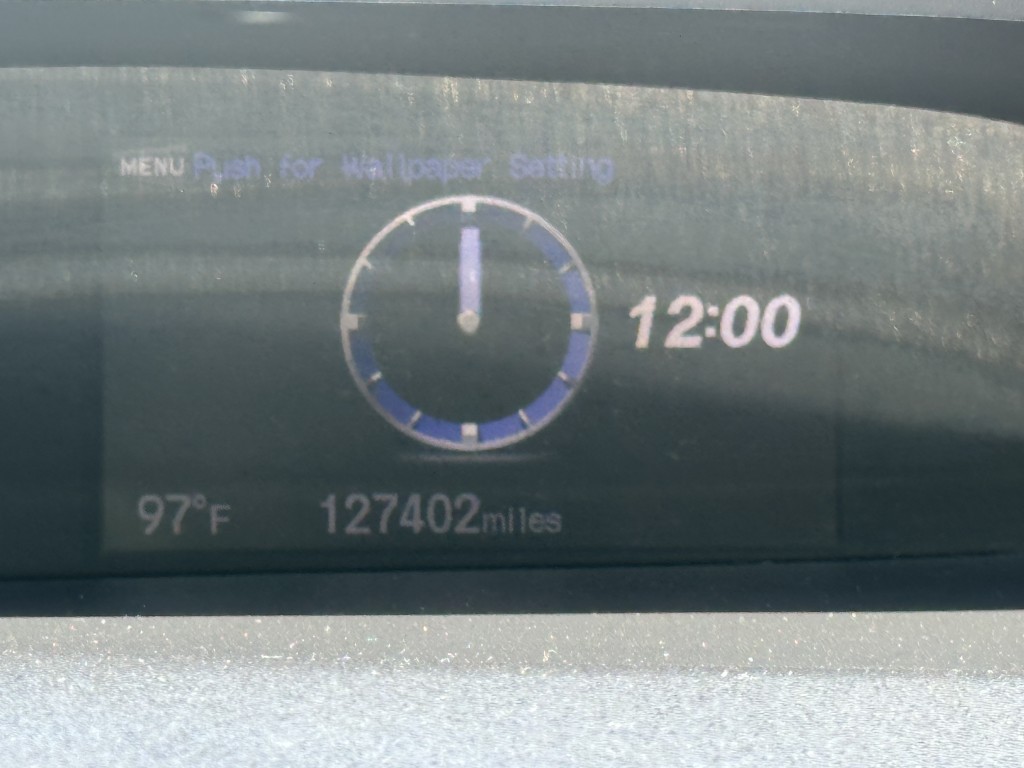 MENU Push for Wallpaper Setting
12:00
97°F 127402miles